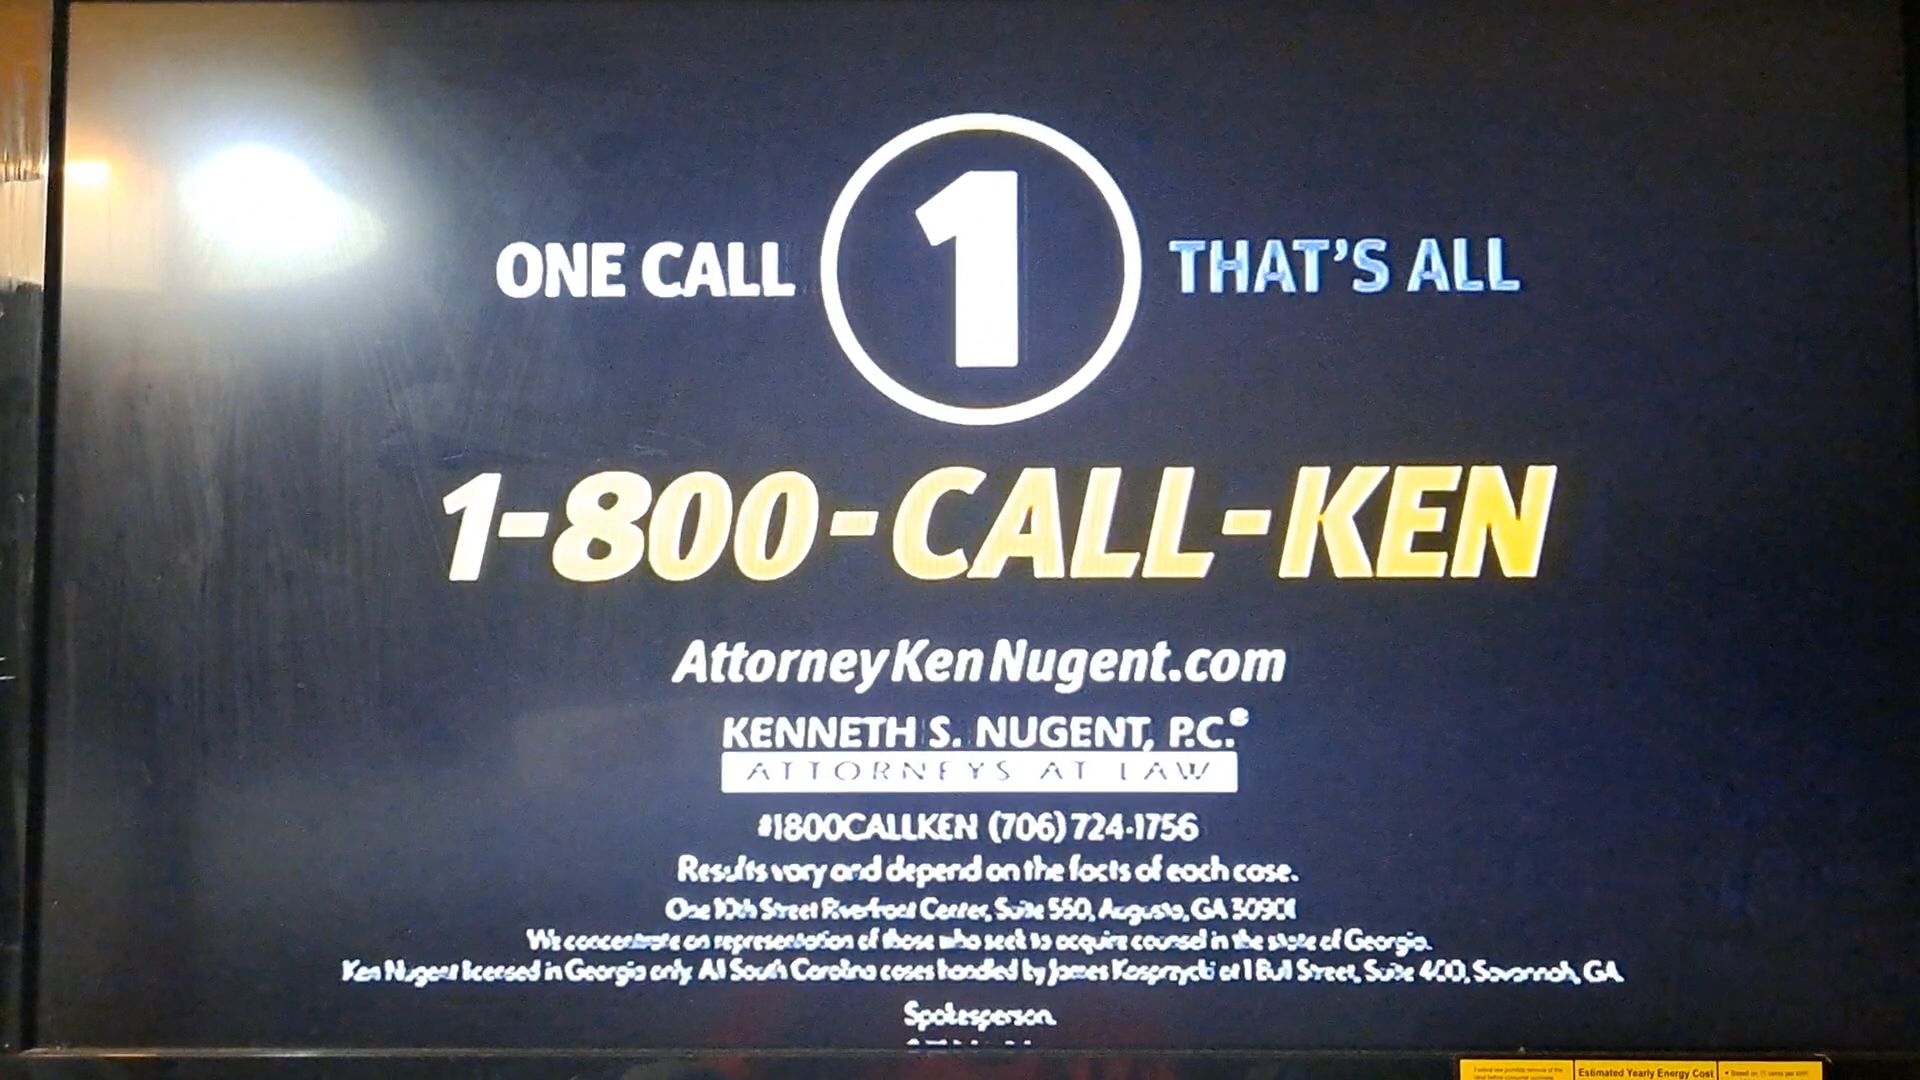 ONE CALL 1 THAT'S ALL
1-800-CALL-KEN
AttorneyKenNugent.com
KENNETH S. NUGENT, P.C.®
ATTORNEYS AT LAW
#1800CALLKEN (706) 724-1756
Results vary and depend on the facts of each case.
One 10th Street Riverfront Center, Suite 550, Augusta, GA 30901
We concentrate on representation of those who seek to acquire counsel in the state of Georgia.
Ken Nugent licensed in Georgia only. All South Carolina cases handled by James Kasprzycki at 1 Bull Street, Suite 400, Savannah, GA
Spokesperson.
Estimated Yearly Energy Cost